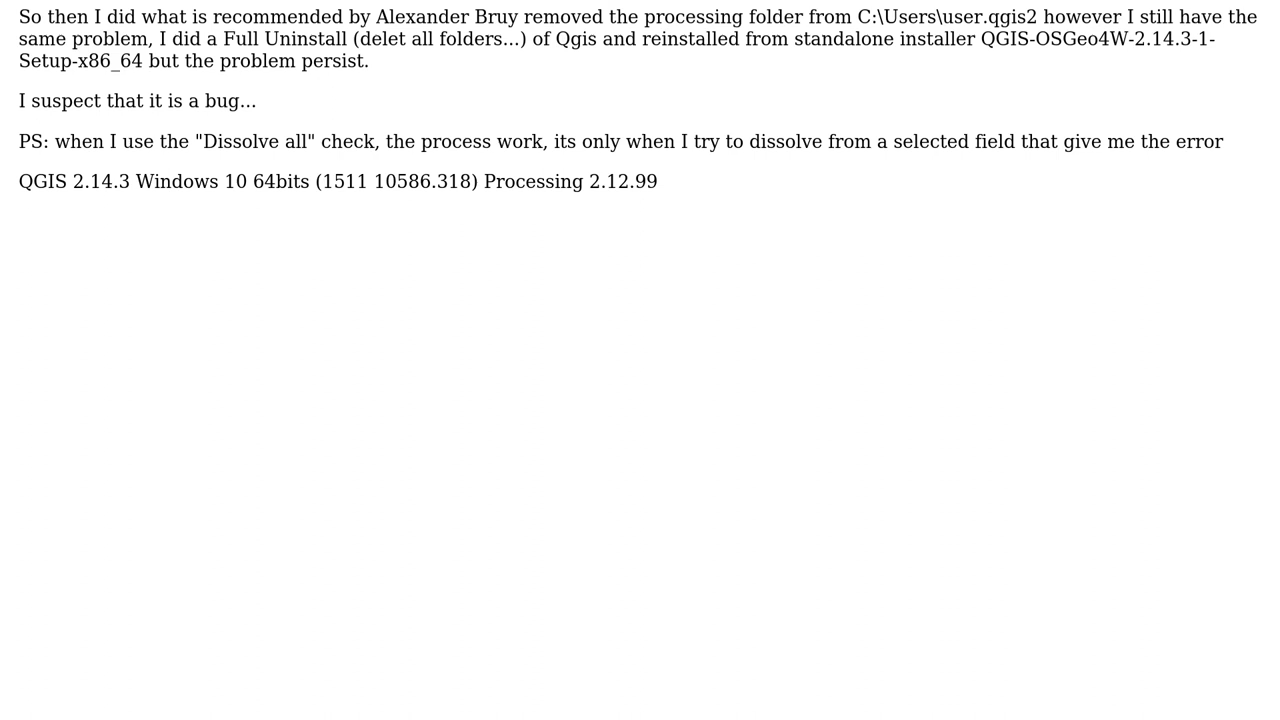 So then I did what is recommended by Alexander Bruy removed the processing folder from C:\Users\user.qgis2 however I still have the
same problem, I did a Full Uninstall (delet all folders...) of Qgis and reinstalled from standalone installer QGIS-OSGeo4W-2.14.3-1-
Setup-x86_64 but the problem persist.
I suspect that it is a bug...
PS: when I use the "Dissolve all" check, the process work, its only when I try to dissolve from a selected field that give me the error
QGIS 2.14.3 Windows 10 64bits (1511 10586.318) Processing 2.12.99